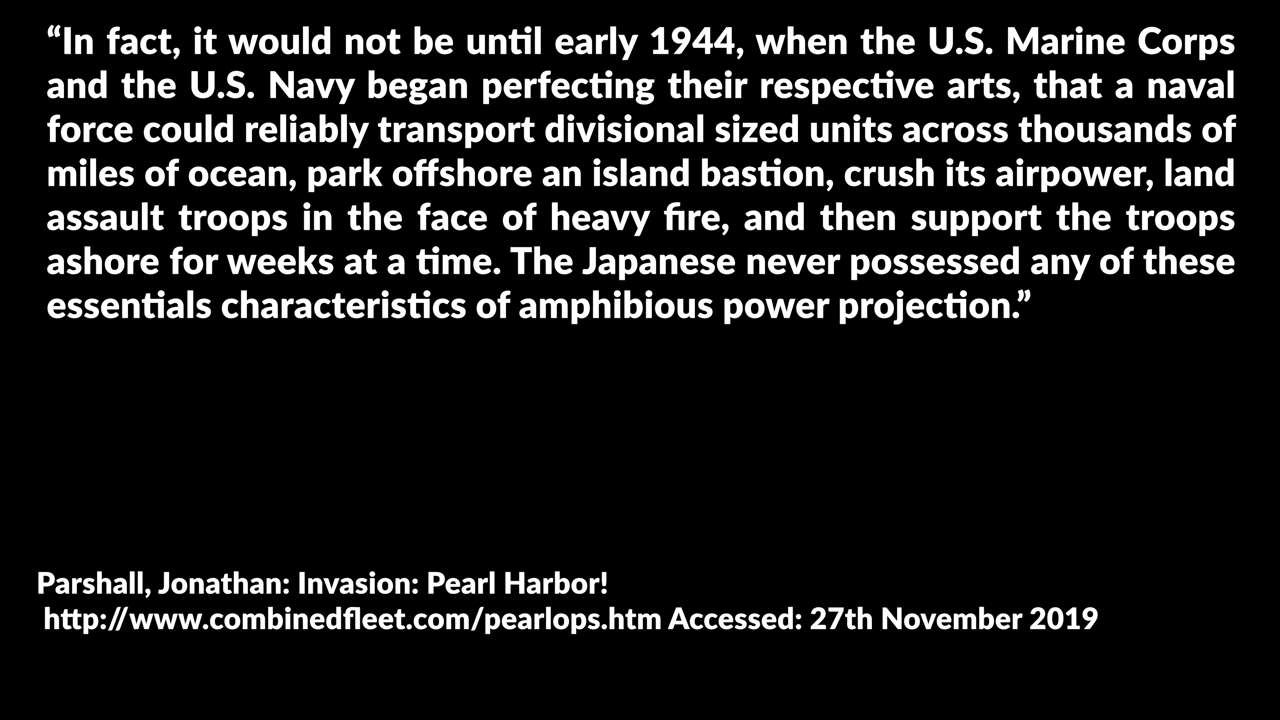 “In fact, it would not be until early 1944, when the U.S. Marine Corps
and the U.S. Navy began perfecting their respective arts, that a naval
force could reliably transport divisional sized units across thousands of
miles of ocean, park offshore an island bastion, crush its airpower, land
assault troops in the face of heavy fire, and then support the troops
ashore for weeks at a time. The Japanese never possessed any of these
essentials characteristics of amphibious power projection.”
Parshall, Jonathan: Invasion: Pearl Harbor!
http://www.combinedfleet.com/pearlops.htm Accessed: 27th November 2019